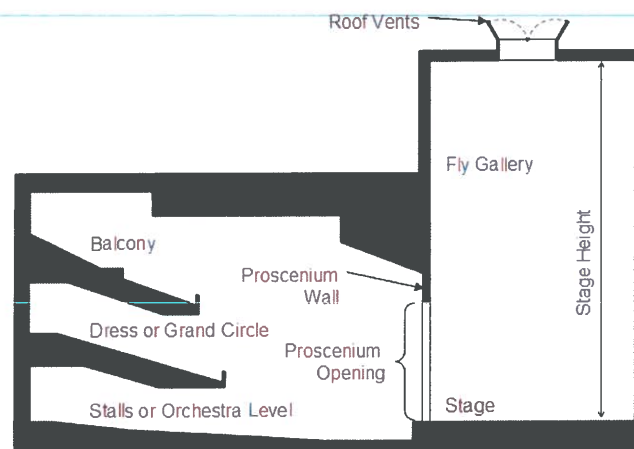 Roof Vents
Fly Gallery
Stage Height
Balcony
Proscenium
Wall
Dress or Grand Circle
Proscenium
Opening
Stalls or Orchestra Level
Stage